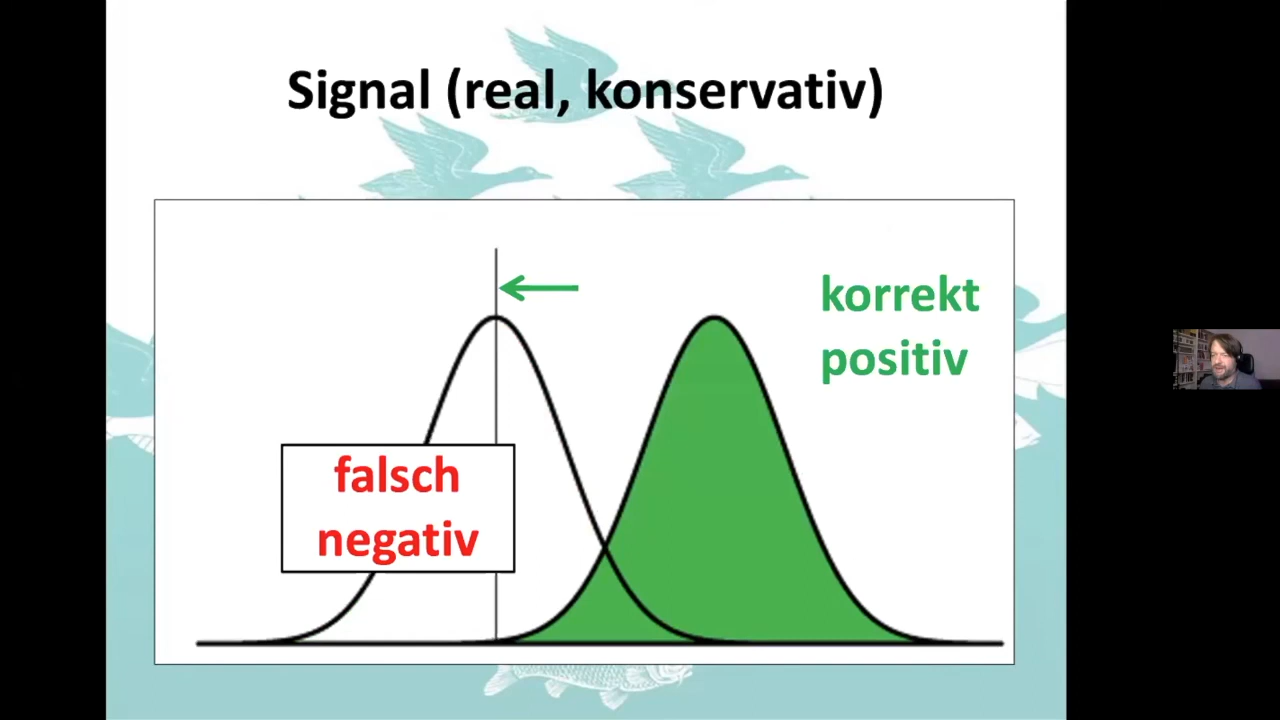 Signal (real, konservativ)
korrekt
positiv
falsch
negativ